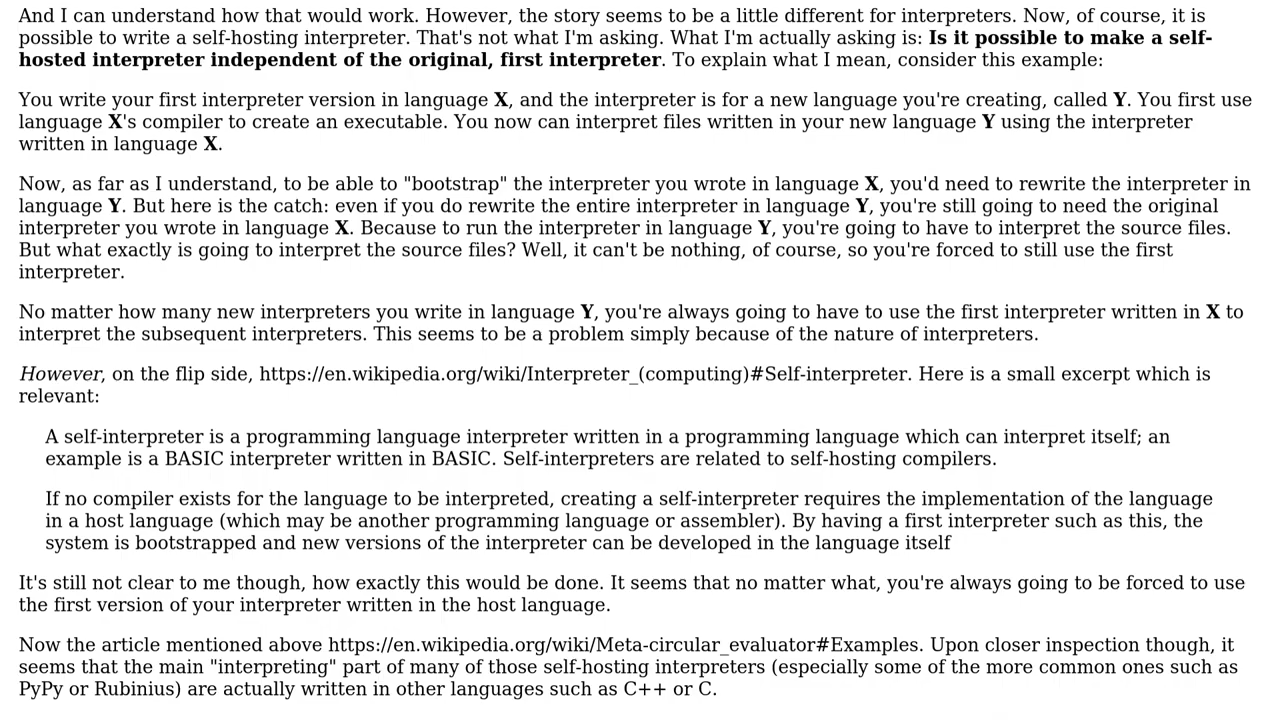 And I can understand how that would work. However, the story seems to be a little different for interpreters. Now, of course, it is
possible to write a self-hosting interpreter. That's not what I'm asking. What I'm actually asking is: Is it possible to make a self-
hosted interpreter independent of the original, first interpreter. To explain what I mean, consider this example:
You write your first interpreter version in language X, and the interpreter is for a new language you're creating, called Y. You first use
language X's compiler to create an executable. You now can interpret files written in your new language Y using the interpreter
written in language X.
Now, as far as I understand, to be able to "bootstrap" the interpreter you wrote in language X, you'd need to rewrite the interpreter in
language Y. But here is the catch: even if you do rewrite the entire interpreter in language Y, you're still going to need the original
interpreter you wrote in language X. Because to run the interpreter in language Y, you're going to have to interpret the source files.
But what exactly is going to interpret the source files? Well, it can't be nothing, of course, so you're forced to still use the first
interpreter.
No matter how many new interpreters you write in language Y, you're always going to have to use the first interpreter written in X to
interpret the subsequent interpreters. This seems to be a problem simply because of the nature of interpreters.
However, on the flip side, https://en.wikipedia.org/wiki/Interpreter_(computing)#Self-interpreter. Here is a small excerpt which is
relevant:
A self-interpreter is a programming language interpreter written in a programming language which can interpret itself; an
example is a BASIC interpreter written in BASIC. Self-interpreters are related to self-hosting compilers.
If no compiler exists for the language to be interpreted, creating a self-interpreter requires the implementation of the language
in a host language (which may be another programming language or assembler). By having a first interpreter such as this, the
system is bootstrapped and new versions of the interpreter can be developed in the language itself
It's still not clear to me though, how exactly this would be done. It seems that no matter what, you're always going to be forced to use
the first version of your interpreter written in the host language.
Now the article mentioned above https://en.wikipedia.org/wiki/Meta-circular_evaluator#Examples. Upon closer inspection though, it
seems that the main "interpreting" part of many of those self-hosting interpreters (especially some of the more common ones such as
PyPy or Rubinius) are actually written in other languages such as C++ or C.